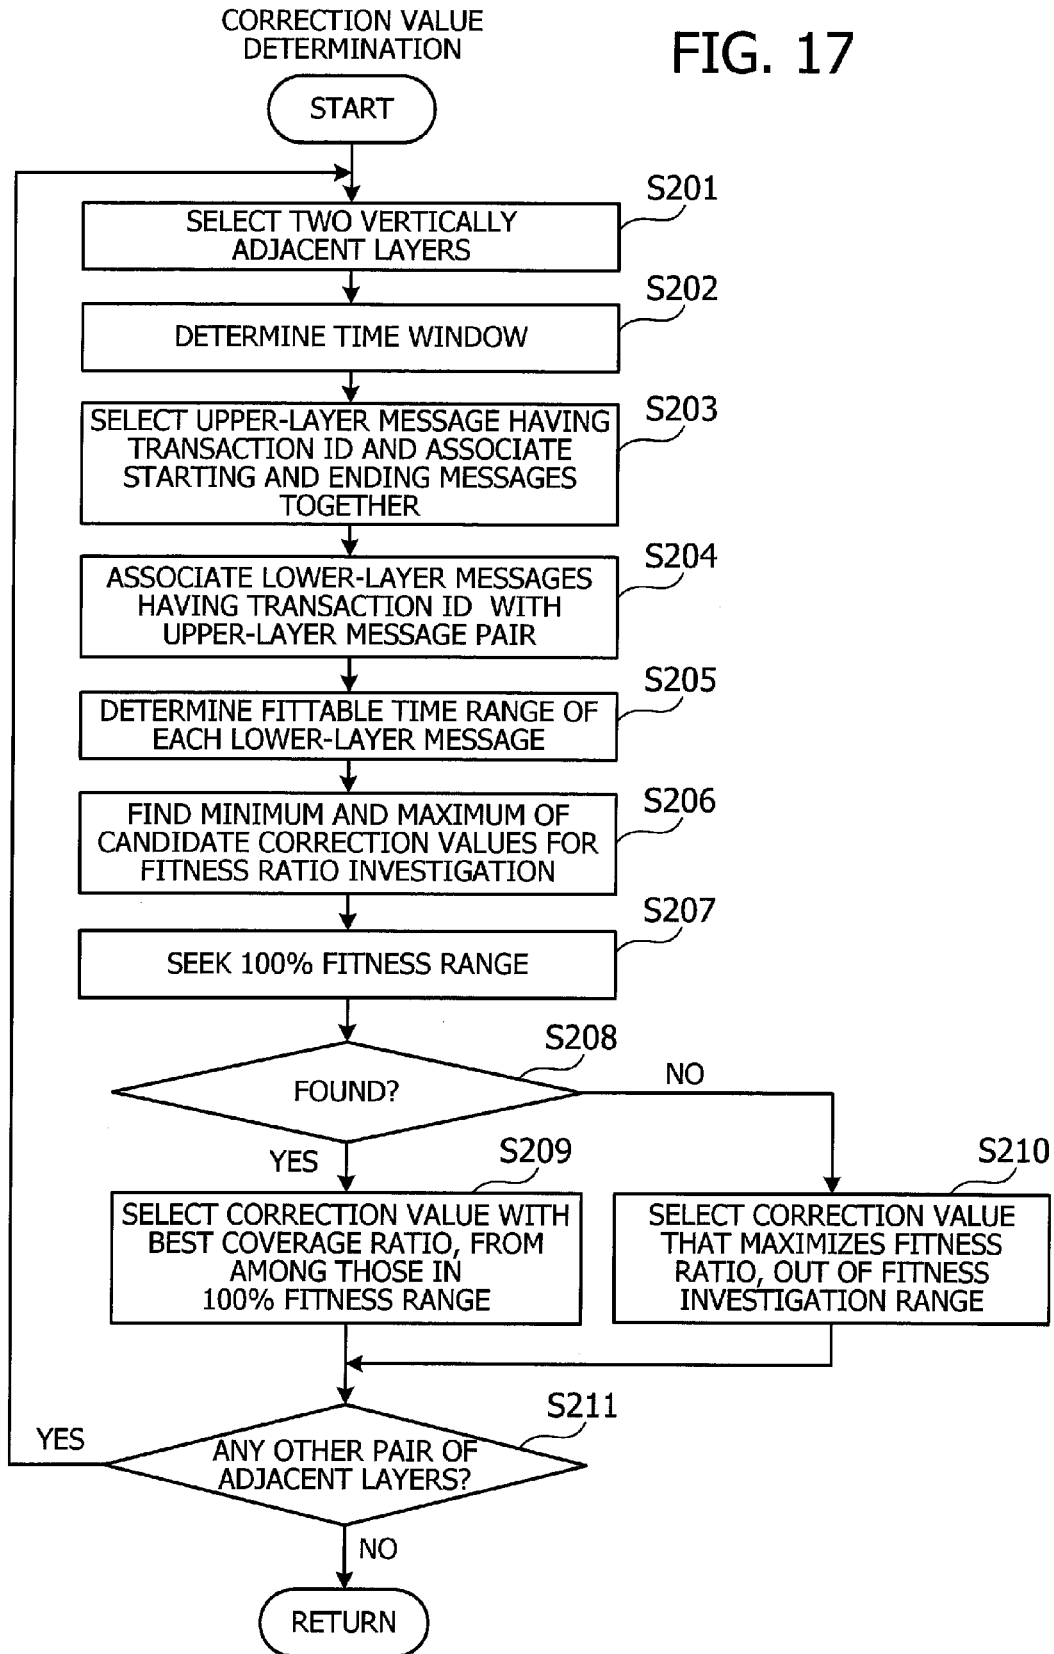 CORRECTION VALUE
DETERMINATION
FIG. 17
START
S201
SELECT TWO VERTICALLY
ADJACENT LAYERS
S202
DETERMINE TIME WINDOW
S203
SELECT UPPER-LAYER MESSAGE HAVING
TRANSACTION ID AND ASSOCIATE
STARTING AND ENDING MESSAGES
TOGETHER
S204
ASSOCIATE LOWER-LAYER MESSAGES
HAVING TRANSACTION ID WITH
UPPER-LAYER MESSAGE PAIR
S205
DETERMINE FITTABLE TIME RANGE OF
EACH LOWER-LAYER MESSAGE
S206
FIND MINIMUM AND MAXIMUM OF
CANDIDATE CORRECTION VALUES FOR
FITNESS RATIO INVESTIGATION
S207
SEEK 100% FITNESS RANGE
S208
FOUND?
NO
YES
S209
SELECT CORRECTION VALUE WITH
BEST COVERAGE RATIO, FROM
AMONG THOSE IN
100% FITNESS RANGE
S210
SELECT CORRECTION VALUE
THAT MAXIMIZES FITNESS
RATIO, OUT OF FITNESS
INVESTIGATION RANGE
S211
YES
ANY OTHER PAIR OF
ADJACENT LAYERS?
NO
RETURN